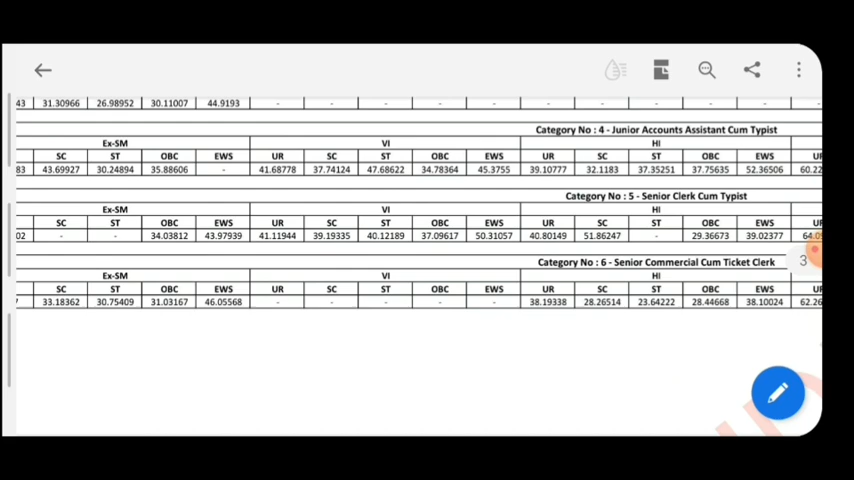 43 31.30966 26.98952 30.11007 44.9193 - - - - - - - - - - -
Category No : 4 - Junior Accounts Assistant Cum Typist
Ex-SM VI HI
SC ST OBC EWS UR SC ST OBC EWS UR SC ST OBC EWS UR
83 43.69927 30.24894 35.88606 - 41.68778 37.74124 47.68622 34.78364 45.3755 39.10777 32.1183 37.35251 37.75635 52.36506 60.22
Category No : 5 - Senior Clerk Cum Typist
Ex-SM VI HI
SC ST OBC EWS UR SC ST OBC EWS UR SC ST OBC EWS UR
02 - - 34.03812 43.97939 41.11944 39.19335 40.12189 37.09617 50.31057 40.80149 51.86247 - 29.36673 39.02377
Category No : 6 - Senior Commercial Cum Ticket Clerk
3
Ex-SM VI HI
SC ST OBC EWS UR SC ST OBC EWS UR SC ST OBC EWS UR
33.18362 30.75409 31.03167 46.05568 - - - - - 38.19338 28.26514 23.64222 28.44668 38.10024 62.26